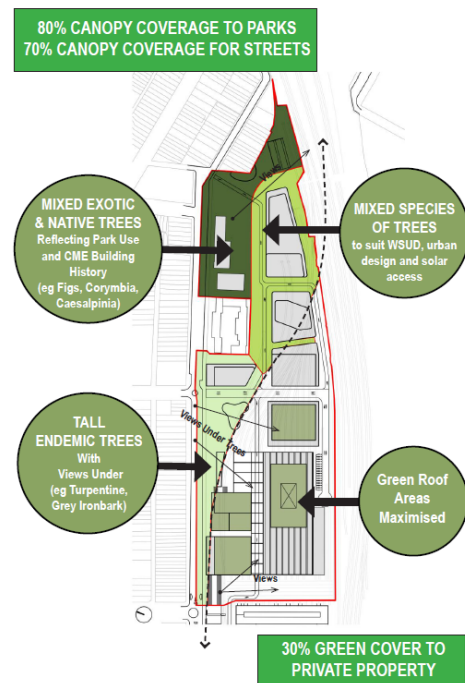 80% CANOPY COVERAGE TO PARKS
70% CANOPY COVERAGE FOR STREETS
Views
MIXED EXOTIC
& NATIVE TREES
Reflecting Park Use
and CME Building
History
(eg Figs, Corymbia,
Caesalpinia)
MIXED SPECIES
OF TREES
to suit WSUD, urban
design and solar
access
TALL
ENDEMIC TREES
With
Views Under
(eg Turpentine,
Grey Ironbark)
Views Under Trees
Green Roof
Areas
Maximised
Views
30% GREEN COVER TO
PRIVATE PROPERTY